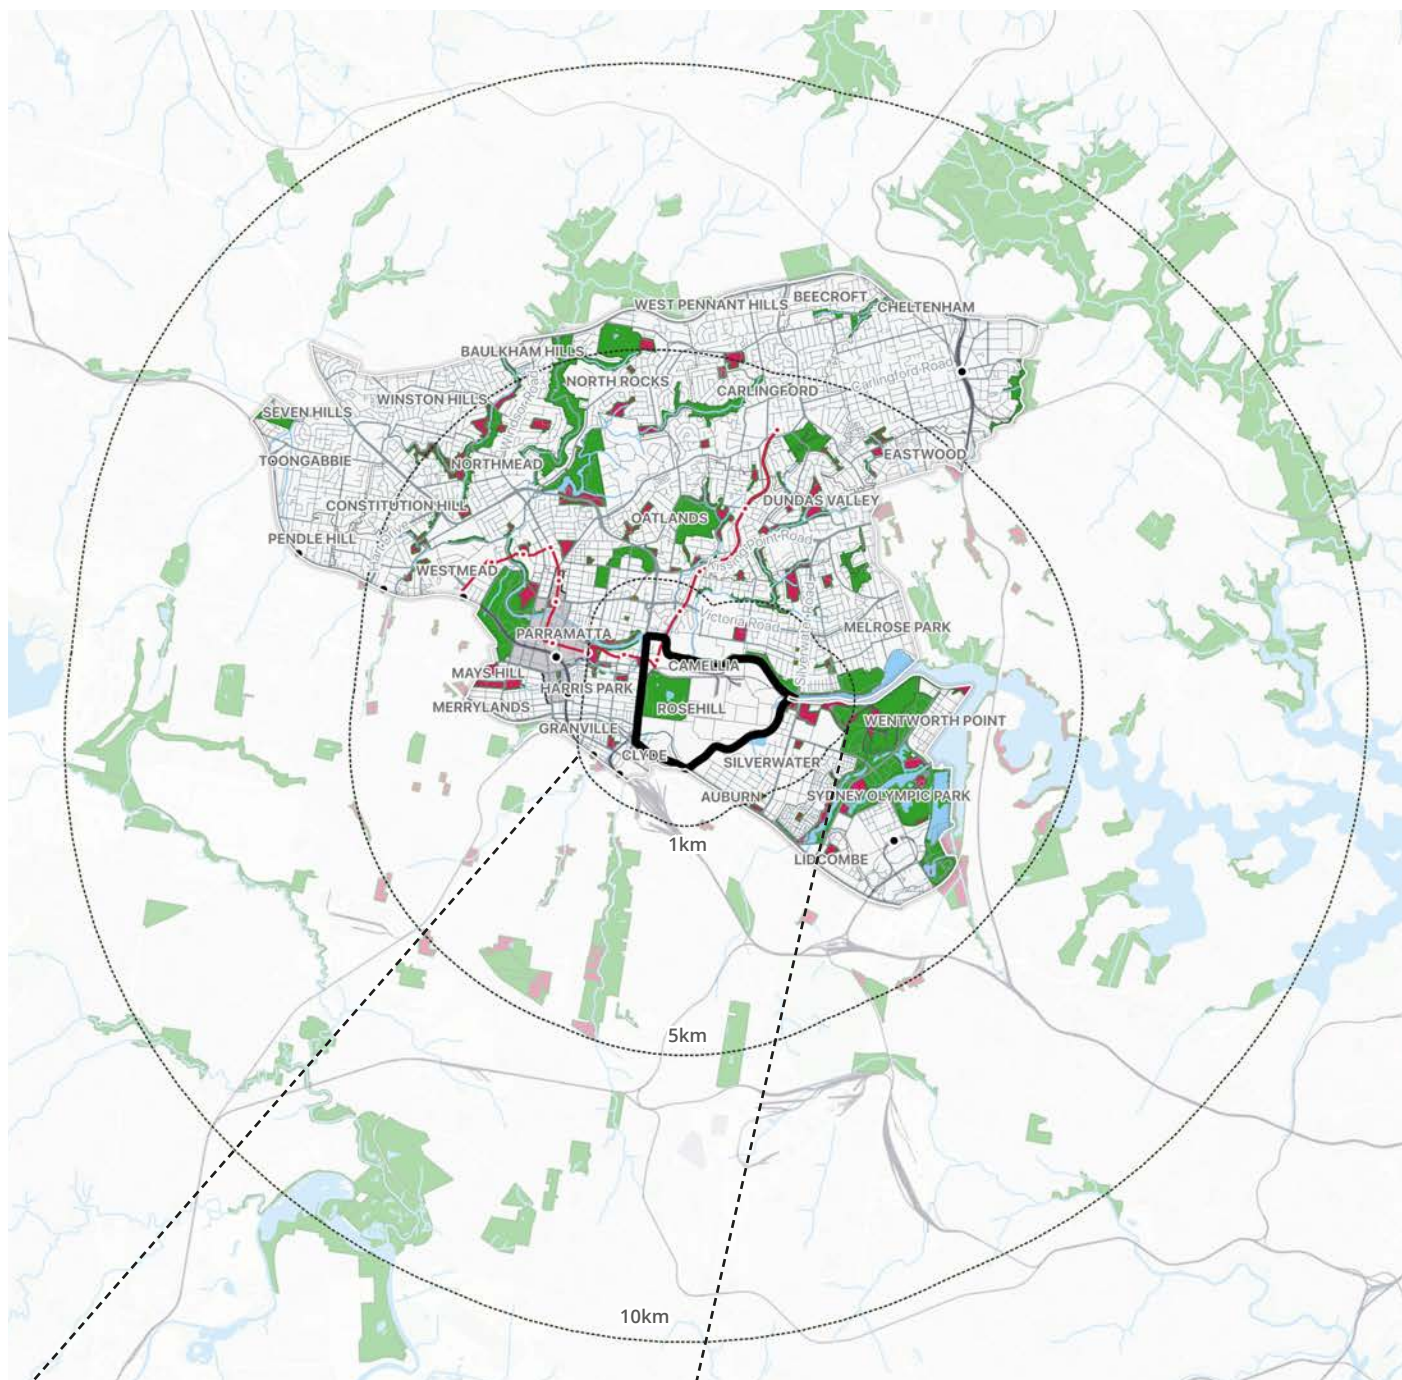 WEST PENNANT HILLS
BEECROFT
CHELTENHAM
BAULKHAM HILLS
NORTH ROCKS
CARLINGFORD
Carlingford Road
WINSTON HILLS
SEVEN HILLS
TOONGABBIE
NORTHMEAD
EASTWOOD
CONSTITUTION HILL
DUNDAS VALLEY
OATLANDS
PENDLE HILL
WESTMEAD
Victoria Road
MELROSE PARK
PARRAMATTA
CAMELLIA
MAYS HILL
HARRIS PARK
MERRYLANDS
ROSEHILL
WENTWORTH POINT
GRANVILLE
CLYDE
SILVERWATER
AUBURN
SYDNEY OLYMPIC PARK
1km
LIDCOMBE
5km
10km